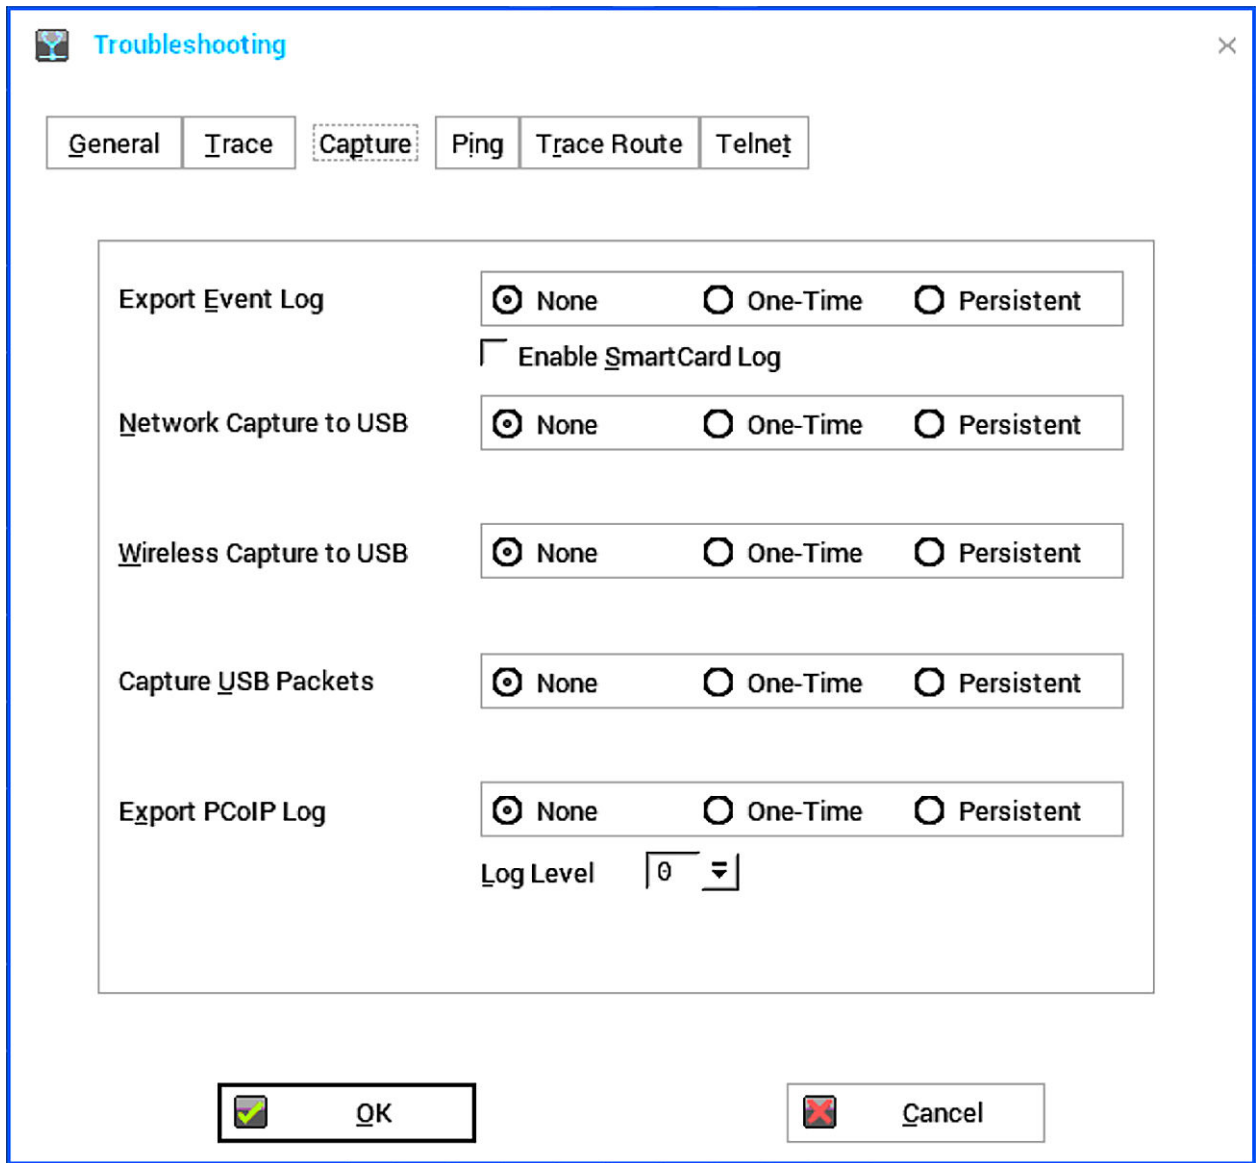 Troubleshooting
General Trace Capture Ping Trace Route Telnet
Export Event Log None One-Time Persistent
Enable SmartCard Log
Network Capture to USB None One-Time Persistent
Wireless Capture to USB None One-Time Persistent
Capture USB Packets None One-Time Persistent
Export PCoIP Log None One-Time Persistent
Log Level 0
OK Cancel